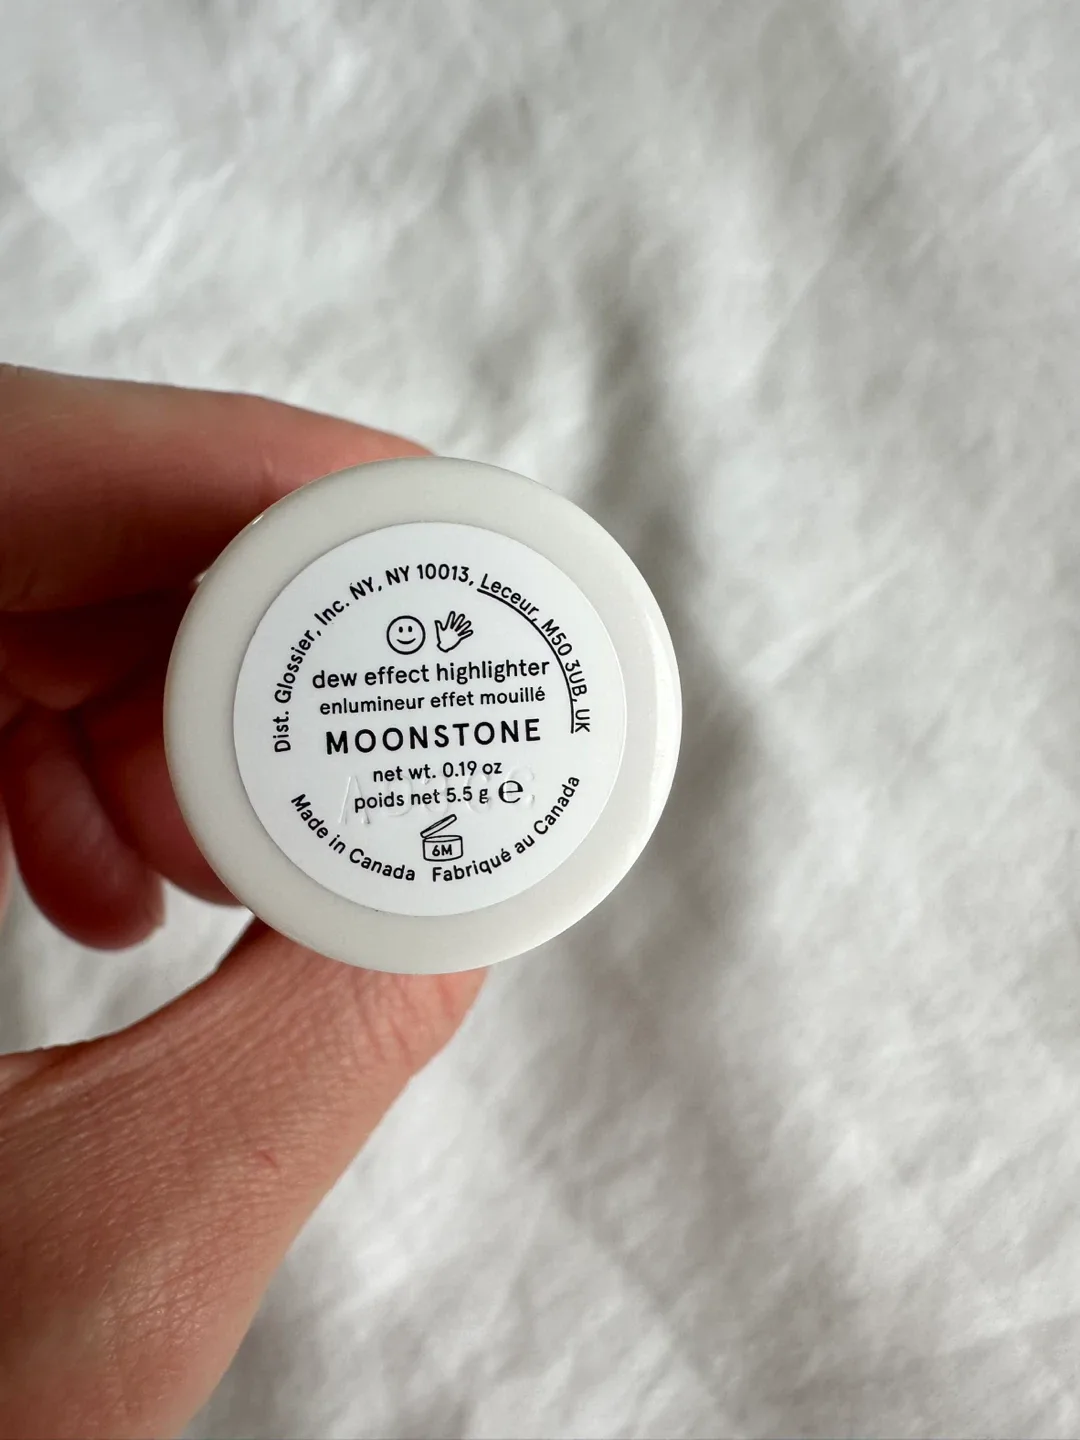 Dist. Glossier, Inc. NY, NY 10013, Leceur, M50 3UB, UK
dew effect highlighter
enlumineur effet mouillé
MOONSTONE
net wt. 0.19 oz
poids net 5.5 g e
6M
Made in Canada Fabriqué au Canada